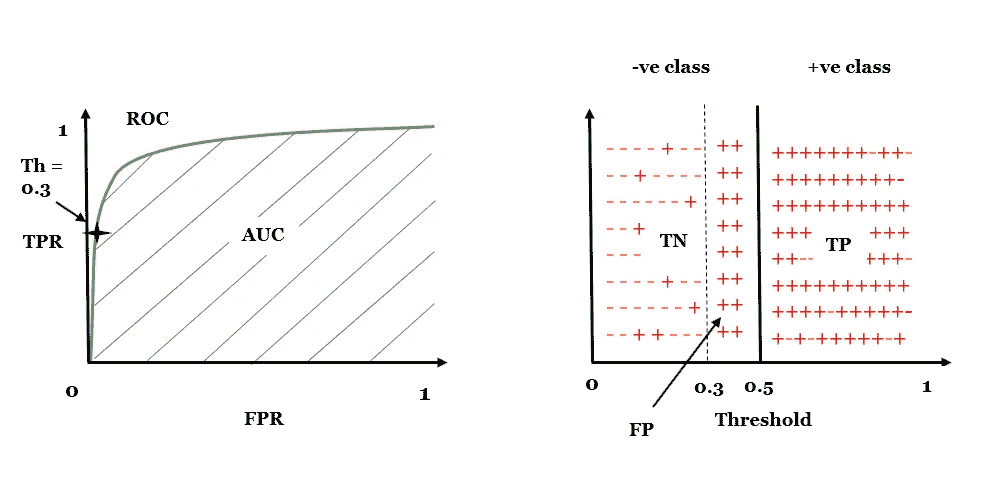 ROC
1
Th =
0.3
TPR
AUC
0
1
FPR
-ve class
+ve class
- - - - - - + - - -
++
+++++++-++-
- - - + - - - - - -
++
++++++++-
- - - - - - - - +
++
++++++++++
- - - +
TN
++
+++
TP
+++
- - - -
++
++--
+++-
- - - - - - + - - -
++
++++++++++
- - - - - - - - - +
++
++++-+++++-
- - - + - + - - - -
++
+-+-+++++-+
0
0.3
0.5
1
FP
Threshold